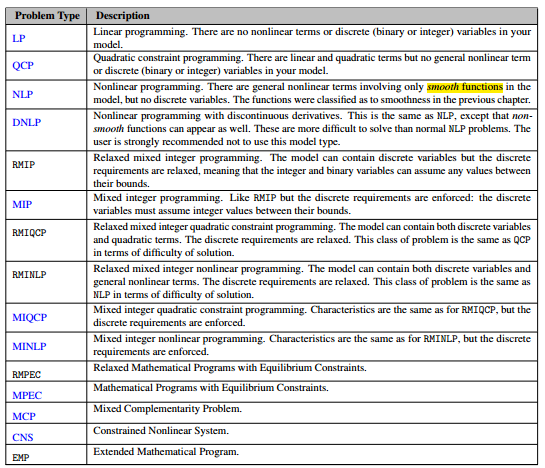 Problem Type Description
LP Linear programming. There are no nonlinear terms or discrete (binary or integer) variables in your
model.
QCP Quadratic constraint programming. There are linear and quadratic terms but no general nonlinear term
or discrete (binary or integer) variables in your model.
NLP Nonlinear programming. There are general nonlinear terms involving only smooth functions in the
model, but no discrete variables. The functions were classified as to smoothness in the previous chapter.
DNLP Nonlinear programming with discontinuous derivatives. This is the same as NLP, except that non-
smooth functions can appear as well. These are more difficult to solve than normal NLP problems. The
user is strongly recommended not to use this model type.
RMIP Relaxed mixed integer programming. The model can contain discrete variables but the discrete
requirements are relaxed, meaning that the integer and binary variables can assume any values between
their bounds.
MIP Mixed integer programming. Like RMIP but the discrete requirements are enforced: the discrete
variables must assume integer values between their bounds.
RMIQCP Relaxed mixed integer quadratic constraint programming. The model can contain both discrete variables
and quadratic terms. The discrete requirements are relaxed. This class of problem is the same as QCP
in terms of difficulty of solution.
RMINLP Relaxed mixed integer nonlinear programming. The model can contain both discrete variables and
general nonlinear terms. The discrete requirements are relaxed. This class of problem is the same as
NLP in terms of difficulty of solution.
MIQCP Mixed integer quadratic constraint programming. Characteristics are the same as for RMIQCP, but the
discrete requirements are enforced.
MINLP Mixed integer nonlinear programming. Characteristics are the same as for RMINLP, but the discrete
requirements are enforced.
RMPEC Relaxed Mathematical Programs with Equilibrium Constraints.
MPEC Mathematical Programs with Equilibrium Constraints.
MCP Mixed Complementarity Problem.
CNS Constrained Nonlinear System.
EMP Extended Mathematical Program.